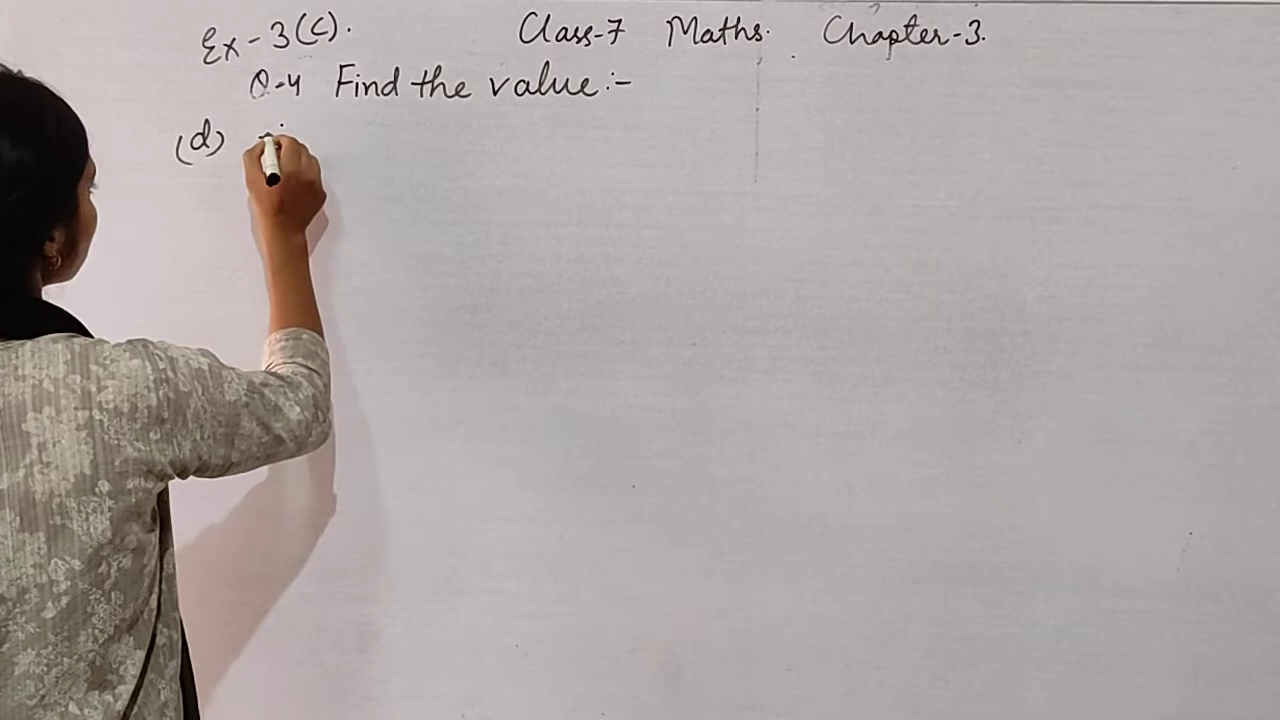 Ex-3(c). Class-7 Maths. Chapter-3.
Q-4 Find the value:-
(d)